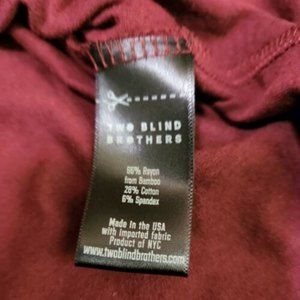 TWO BLIND
BROTHERS
66% Rayon
from Bamboo
28% Cotton
6% Spandex
Made in the USA
with imported fabric
Product of NYC
www.twoblindbrothers.com